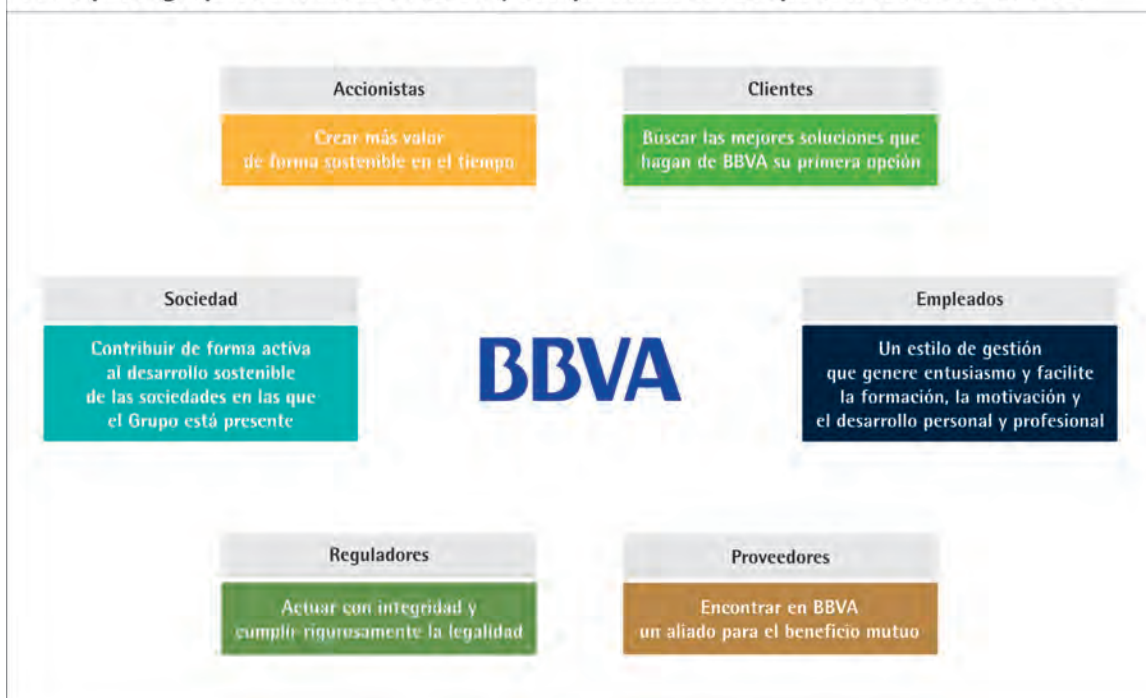 Accionistas
Crear más valor
de forma sostenible en el tiempo
Clientes
Buscar las mejores soluciones que
hagan de BBVA su primera opción
Sociedad
Contribuir de forma activa
al desarrollo sostenible
de las sociedades en las que
el Grupo está presente
BBVA
Empleados
Un estilo de gestión
que genere entusiasmo y facilite
la formación, la motivación y
el desarrollo personal y profesional
Reguladores
Actuar con integridad y
cumplir rigurosamente la legalidad
Proveedores
Encontrar en BBVA
un aliado para el beneficio mutuo